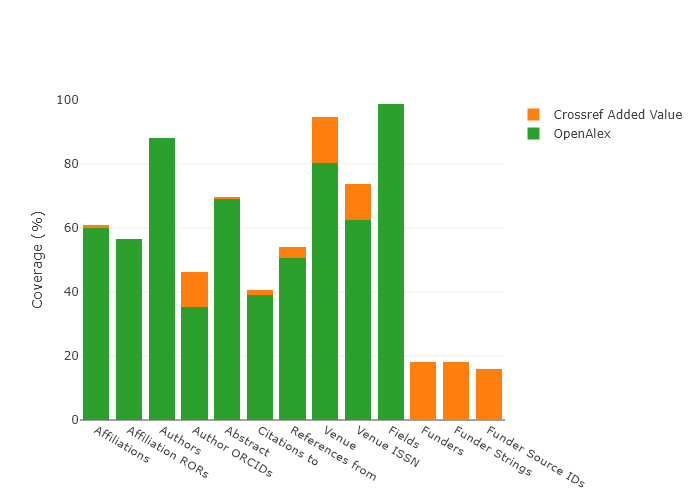 Crossref Added Value
OpenAlex
Coverage (%)
100
80
60
40
20
0
Affiliations
Affiliation RORs
Authors
Author ORCIDs
Abstract
Citations to
References from
Venue
Venue ISSN
Fields
Funders
Funder Strings
Funder Source IDs